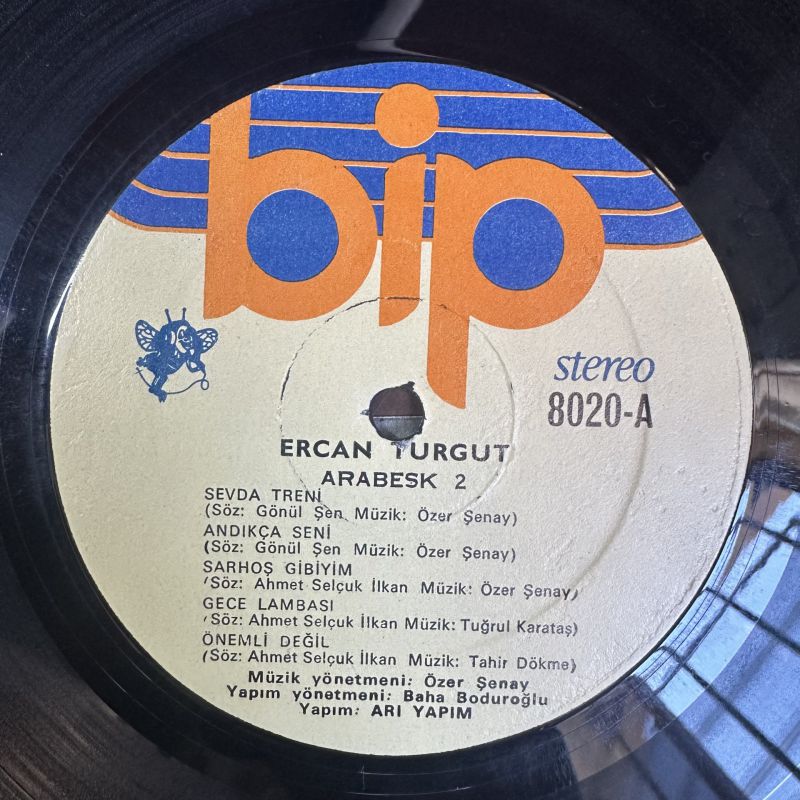 bip
stereo
8020-A
ERCAN TURGUT
ARABESK 2
SEVDA TRENİ
(Söz: Gönül Şen Müzik: Özer Şenay)
ANDIKÇA SENİ
(Söz: Gönül Şen Müzik: Özer Şenay)
SARHOŞ GİBİYİM
(Söz: Ahmet Selçuk İlkan Müzik: Özer Şenay)
GECE LAMBASI
(Söz: Ahmet Selçuk İlkan Müzik: Tuğrul Karataş)
ÖNEMLİ DEĞİL
(Söz: Ahmet Selçuk İlkan Müzik: Tahir Dökme)
Müzik yönetmeni: Özer Şenay
Yapım yönetmeni: Baha Boduroğlu
Yapım: ARI YAPIM